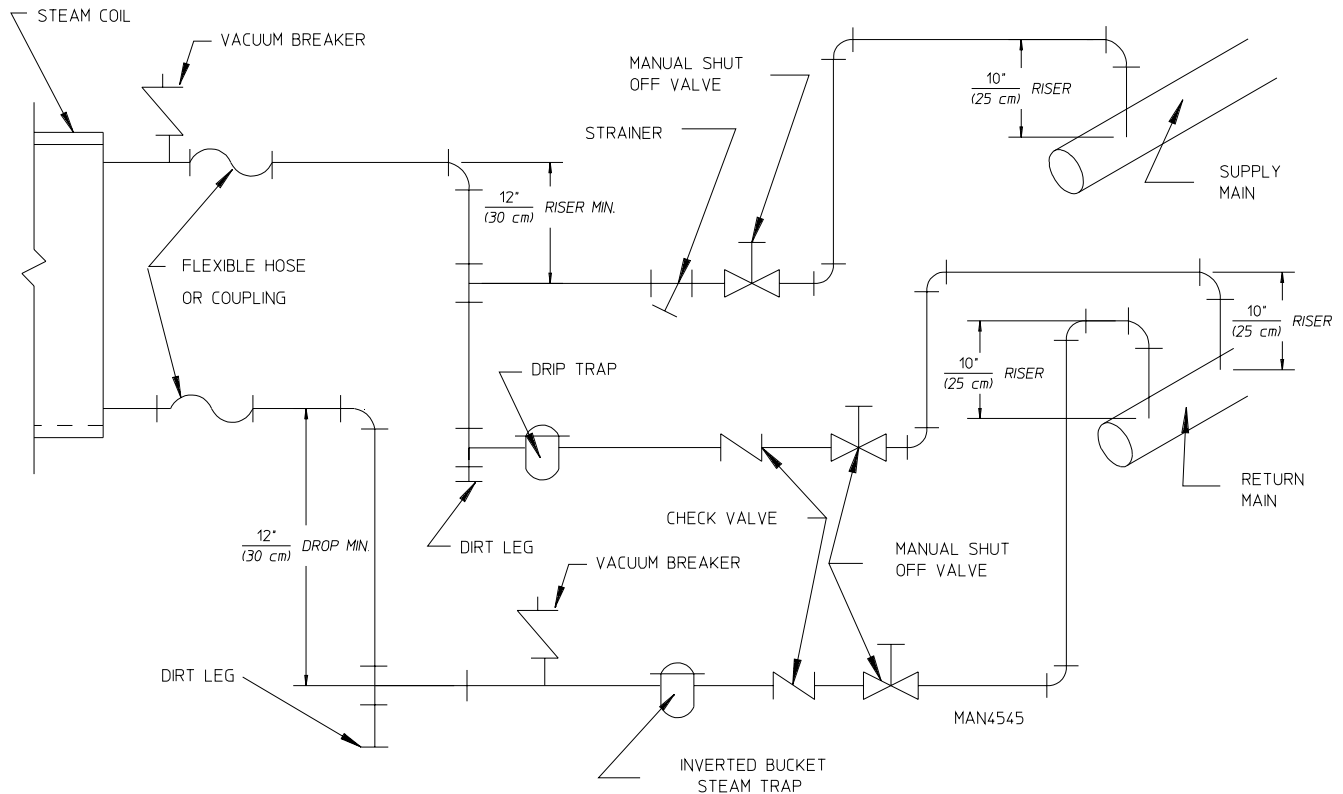 STEAM COIL
VACUUM BREAKER
MANUAL SHUT
OFF VALVE
10"
(25 cm) RISER
STRAINER
SUPPLY
MAIN
12"
(30 cm) RISER MIN.
FLEXIBLE HOSE
OR COUPLING
10"
(25 cm) RISER
10"
(25 cm) RISER
DRIP TRAP
RETURN
MAIN
CHECK VALVE
12"
(30 cm) DROP MIN.
DIRT LEG
MANUAL SHUT
OFF VALVE
VACUUM BREAKER
DIRT LEG
MAN4545
INVERTED BUCKET
STEAM TRAP